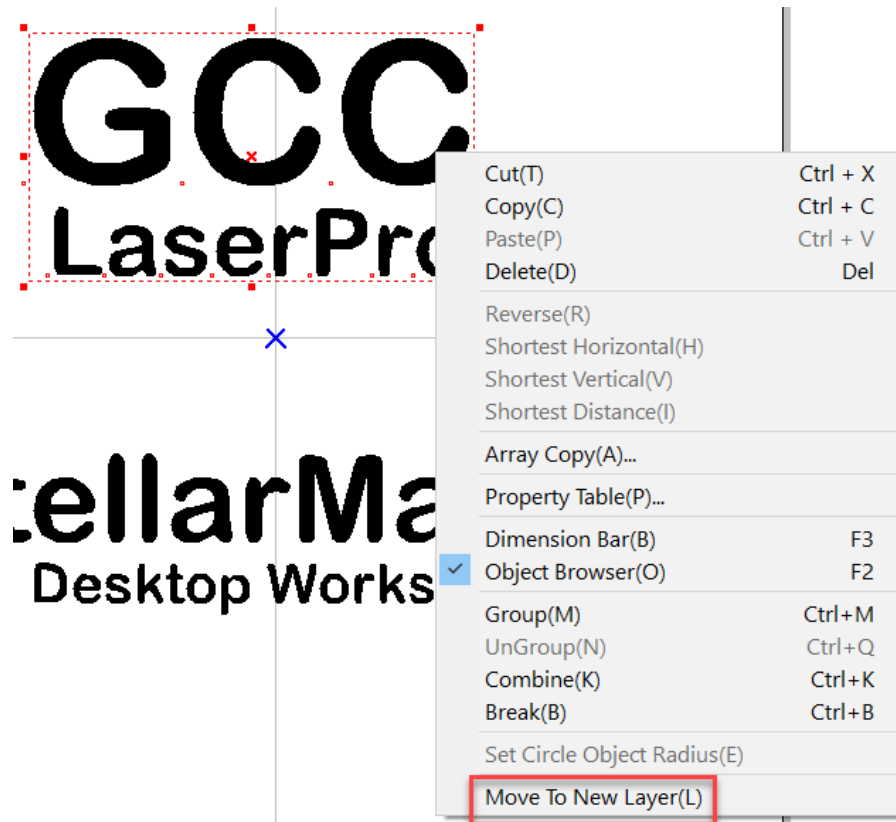 GCC
LaserPro
Cut(T) Ctrl + X
Copy(C) Ctrl + C
Paste(P) Ctrl + V
Delete(D) Del
Reverse(R)
Shortest Horizontal(H)
Shortest Vertical(V)
Shortest Distance(I)
Array Copy(A)...
Property Table(P)...
tellarMa
Dimension Bar(B) F3
Desktop Works
Object Browser(O) F2
Group(M) Ctrl+M
UnGroup(N) Ctrl+Q
Combine(K) Ctrl+K
Break(B) Ctrl+B
Set Circle Object Radius(E)
Move To New Layer(L)